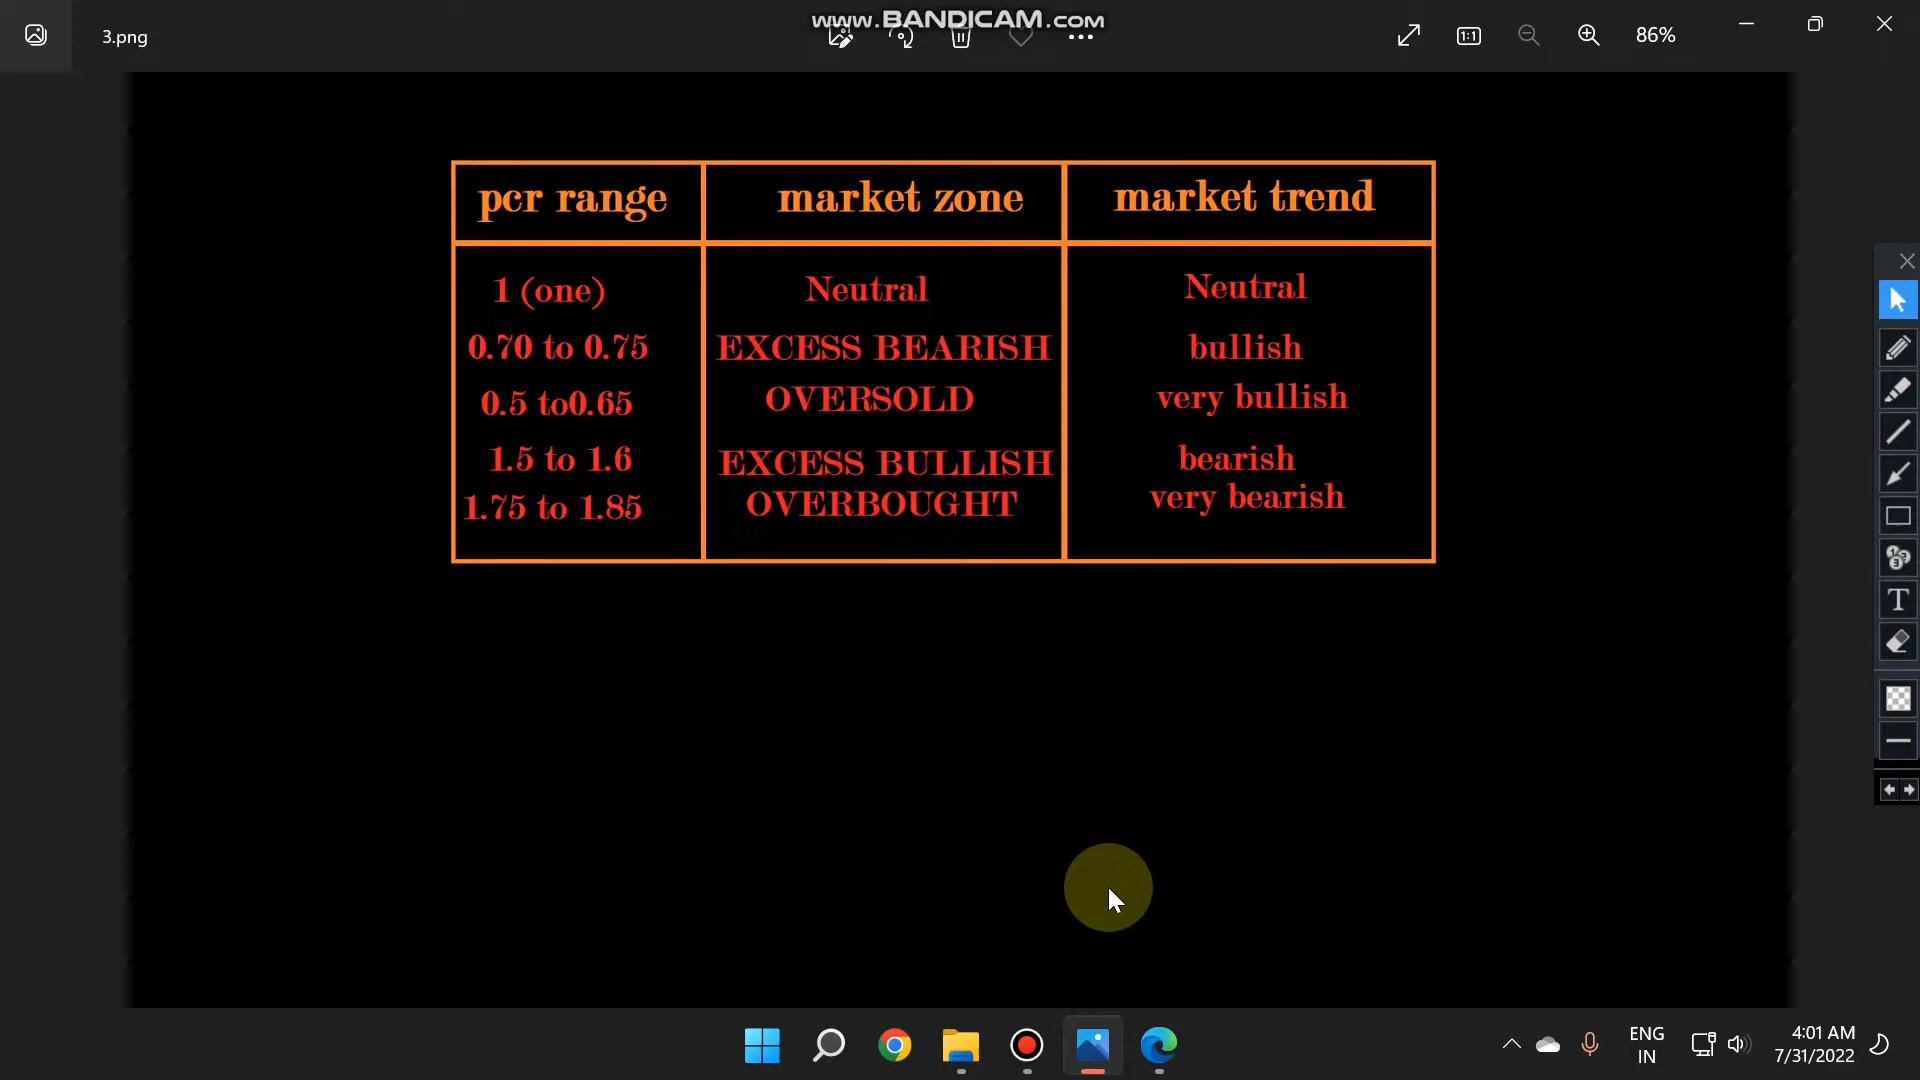 3.png
www.BANDICAM.com
86%
pcr range market zone market trend
1 (one) Neutral Neutral
0.70 to 0.75 EXCESS BEARISH bullish
0.5 to0.65 OVERSOLD very bullish
1.5 to 1.6 EXCESS BULLISH bearish
1.75 to 1.85 OVERBOUGHT very bearish
T
ENG
IN
4:01 AM
7/31/2022